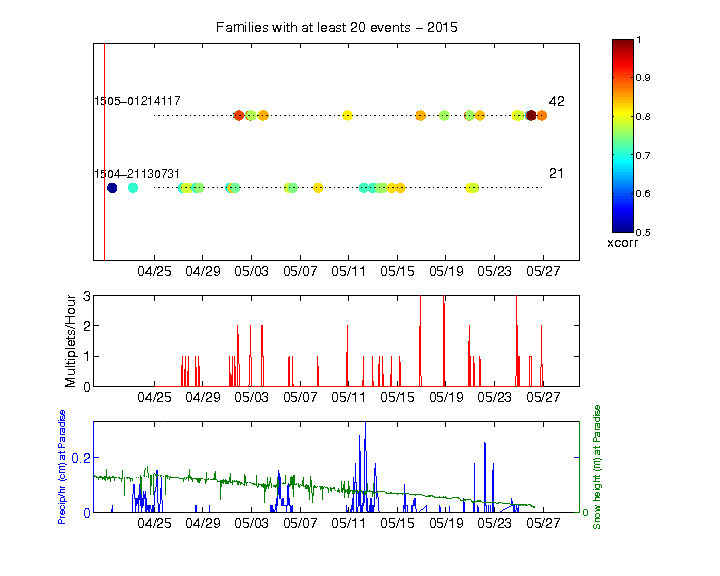 Families with at least 20 events – 2015
1505–01214117
42
1504–21130731
21
04/25 04/29 05/03 05/07 05/11 05/15 05/19 05/23 05/27
1
0.9
0.8
0.7
0.6
0.5
xcorr
Multiplets/Hour
3
2
1
0
04/25 04/29 05/03 05/07 05/11 05/15 05/19 05/23 05/27
Precip/hr (cm) at Paradise
0.2
0
04/25 04/29 05/03 05/07 05/11 05/15 05/19 05/23 05/27
0
Snow height (m) at Paradise